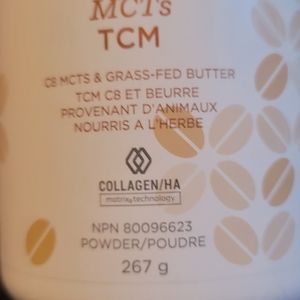 MCTs
TCM
C8 MCTS & GRASS-FED BUTTER
TCM C8 ET BEURRE
PROVENANT D'ANIMAUX
NOURRIS A L'HERBE
COLLAGEN/HA
matrix technology
NPN 80096623
POWDER/POUDRE
267 g